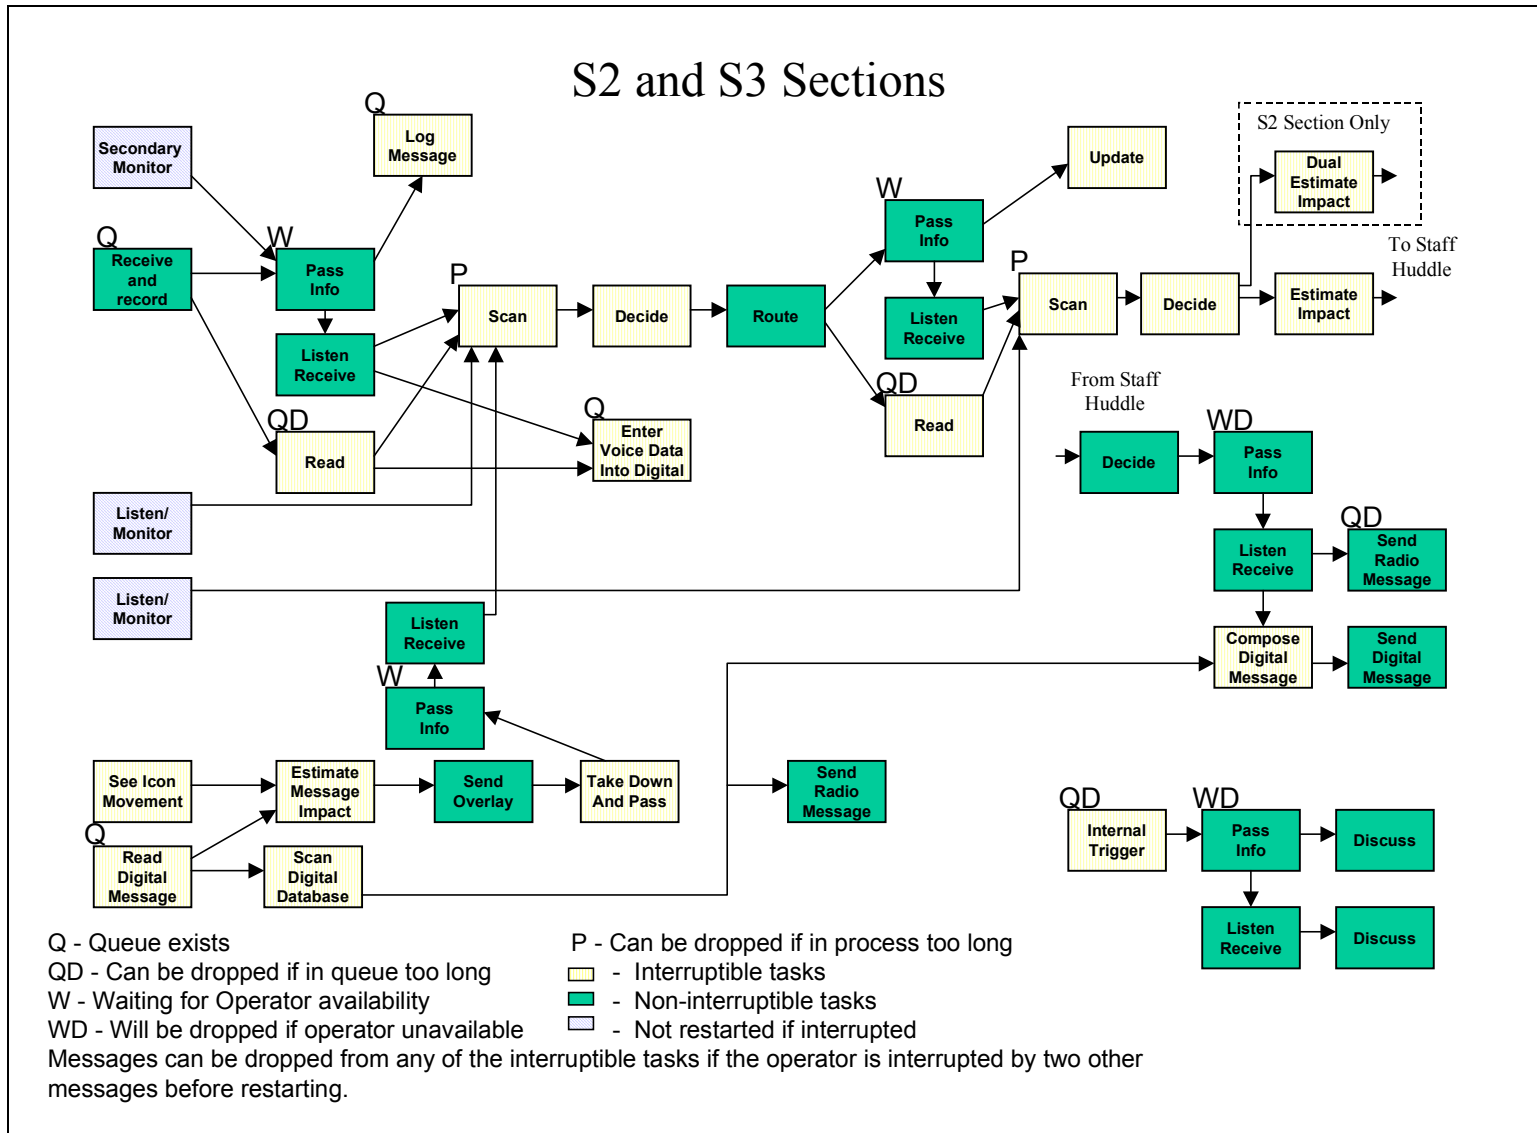 S2 and S3 Sections
Q
Log
Message
Secondary
Monitor
Q
Receive
and
record
W
Pass
Info
Listen
Receive
QD
Read
P
Scan
Decide
Route
Q
Enter
Voice Data
Into Digital
W
Pass
Info
Listen
Receive
QD
Read
Update
P
Scan
Decide
S2 Section Only
Dual
Estimate
Impact
Estimate
Impact
To Staff
Huddle
From Staff
Huddle
Decide
WD
Pass
Info
Listen
Receive
QD
Send
Radio
Message
Compose
Digital
Message
Send
Digital
Message
Listen/
Monitor
Listen/
Monitor
Listen
Receive
W
Pass
Info
See Icon
Movement
Estimate
Message
Impact
Send
Overlay
Take Down
And Pass
Send
Radio
Message
Q
Read
Digital
Message
Scan
Digital
Database
QD
Internal
Trigger
WD
Pass
Info
Discuss
Listen
Receive
Discuss
Q - Queue exists
QD - Can be dropped if in queue too long
W - Waiting for Operator availability
WD - Will be dropped if operator unavailable
P - Can be dropped if in process too long
- Interruptible tasks
- Non-interruptible tasks
- Not restarted if interrupted
Messages can be dropped from any of the interruptible tasks if the operator is interrupted by two other
messages before restarting.